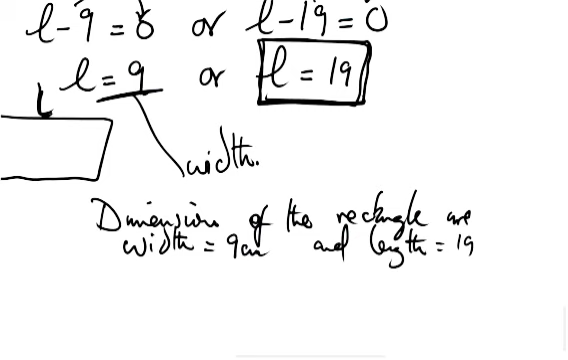 l-9=0 or l-19=0
l=9 or l=19
width.
Dimensions of the rectangle are
width = 9cm and length = 19